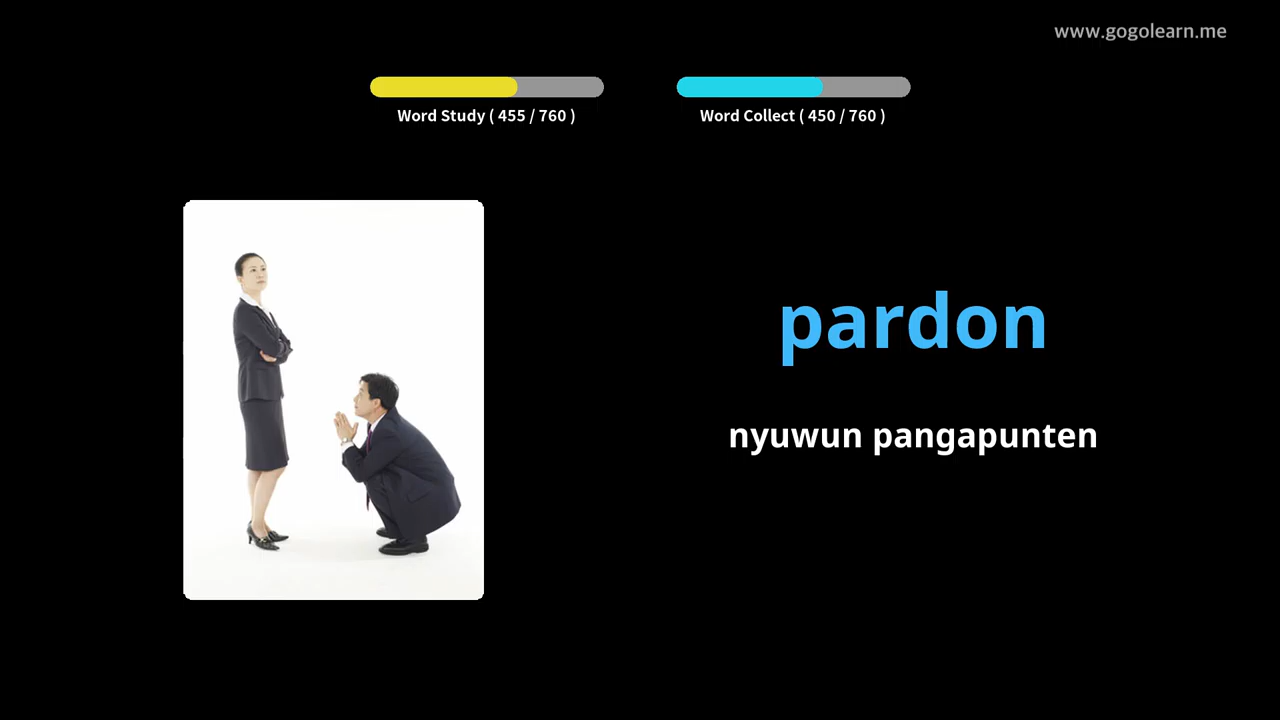 www.gogolearn.me
Word Study ( 455 / 760 )
Word Collect ( 450 / 760 )
pardon
nyuwun pangapunten